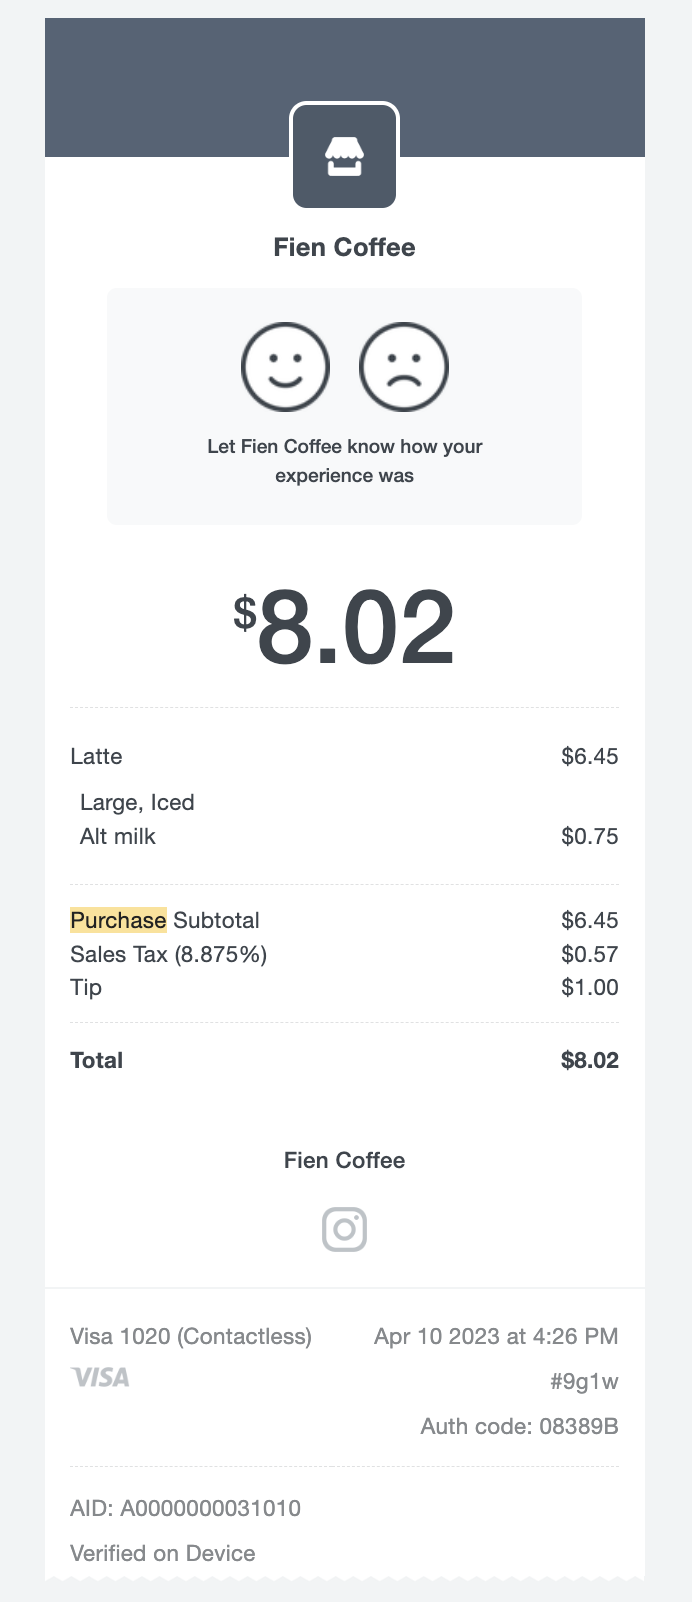 Fien Coffee
Let Fien Coffee know how your
experience was
$8.02
Latte $6.45
Large, Iced
Alt milk $0.75
Purchase Subtotal $6.45
Sales Tax (8.875%) $0.57
Tip $1.00
Total $8.02
Fien Coffee
Visa 1020 (Contactless) Apr 10 2023 at 4:26 PM
VISA #9g1w
Auth code: 08389B
AID: A0000000031010
Verified on Device